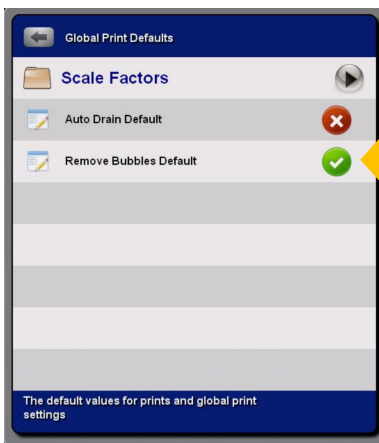 Global Print Defaults
Scale Factors
Auto Drain Default
Remove Bubbles Default
The default values for prints and global print
settings